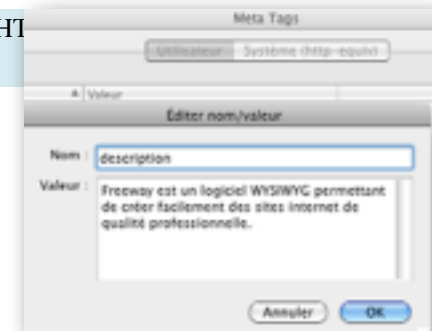 HT
Meta Tags
Utilisateur Système (http-equiv)
Valeur
Éditer nom/valeur
Nom : description
Valeur : Freeway est un logiciel WYSIWYG permettant
de créer facilement des sites internet de
qualité professionnelle.
Annuler OK